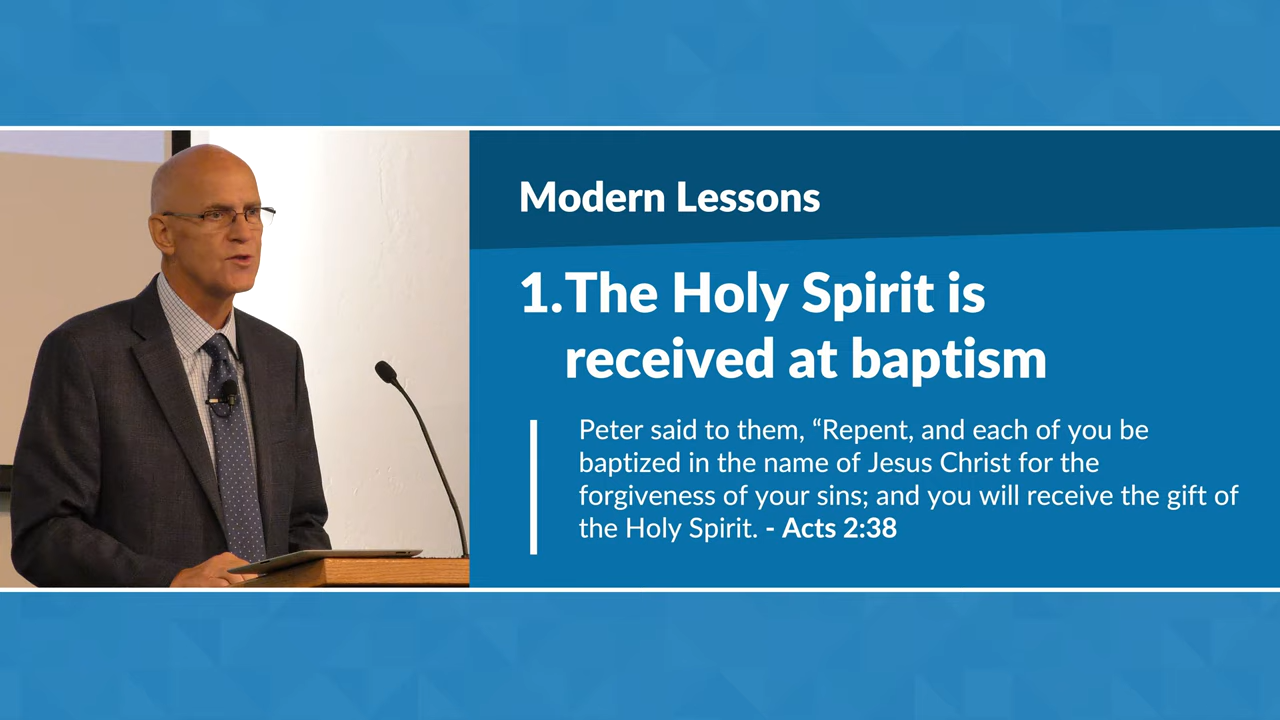 Modern Lessons
1.The Holy Spirit is
received at baptism
Peter said to them, “Repent, and each of you be
baptized in the name of Jesus Christ for the
forgiveness of your sins; and you will receive the gift of
the Holy Spirit. - Acts 2:38